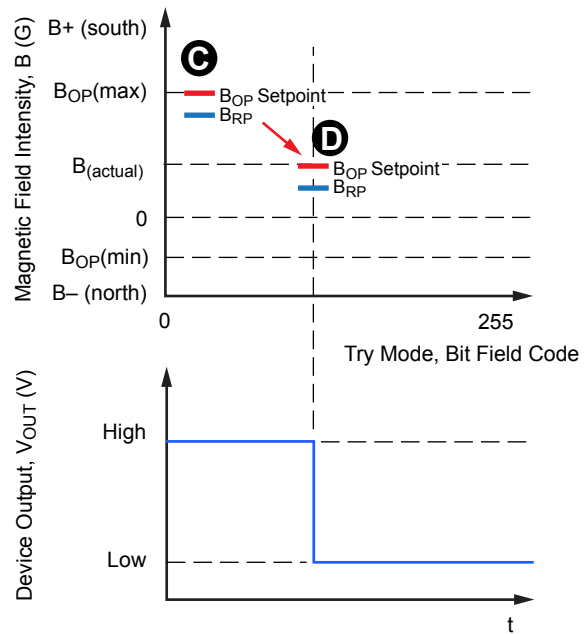 Magnetic Field Intensity, B (G)
B+ (south)
C
BOP(max)
BOP Setpoint
BRP
D
B(actual)
BOP Setpoint
BRP
0
BOP(min)
B– (north)
0
255
Try Mode, Bit Field Code
Device Output, VOUT (V)
High
Low
t